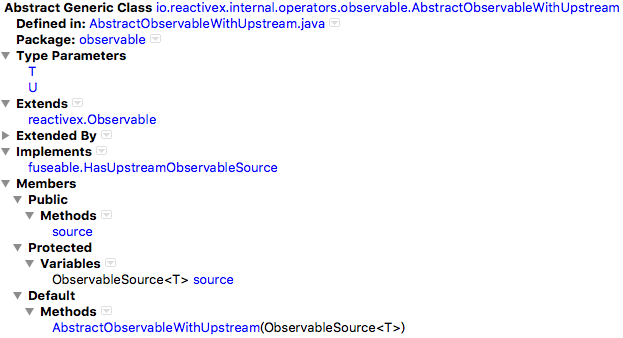 Abstract Generic Class io.reactivex.internal.operators.observable.AbstractObservableWithUpstream
Defined in: AbstractObservableWithUpstream.java
Package: observable
Type Parameters
T
U
Extends
reactivex.Observable
Extended By
Implements
fuseable.HasUpstreamObservableSource
Members
Public
Methods
source
Protected
Variables
ObservableSource<T> source
Default
Methods
AbstractObservableWithUpstream(ObservableSource<T>)